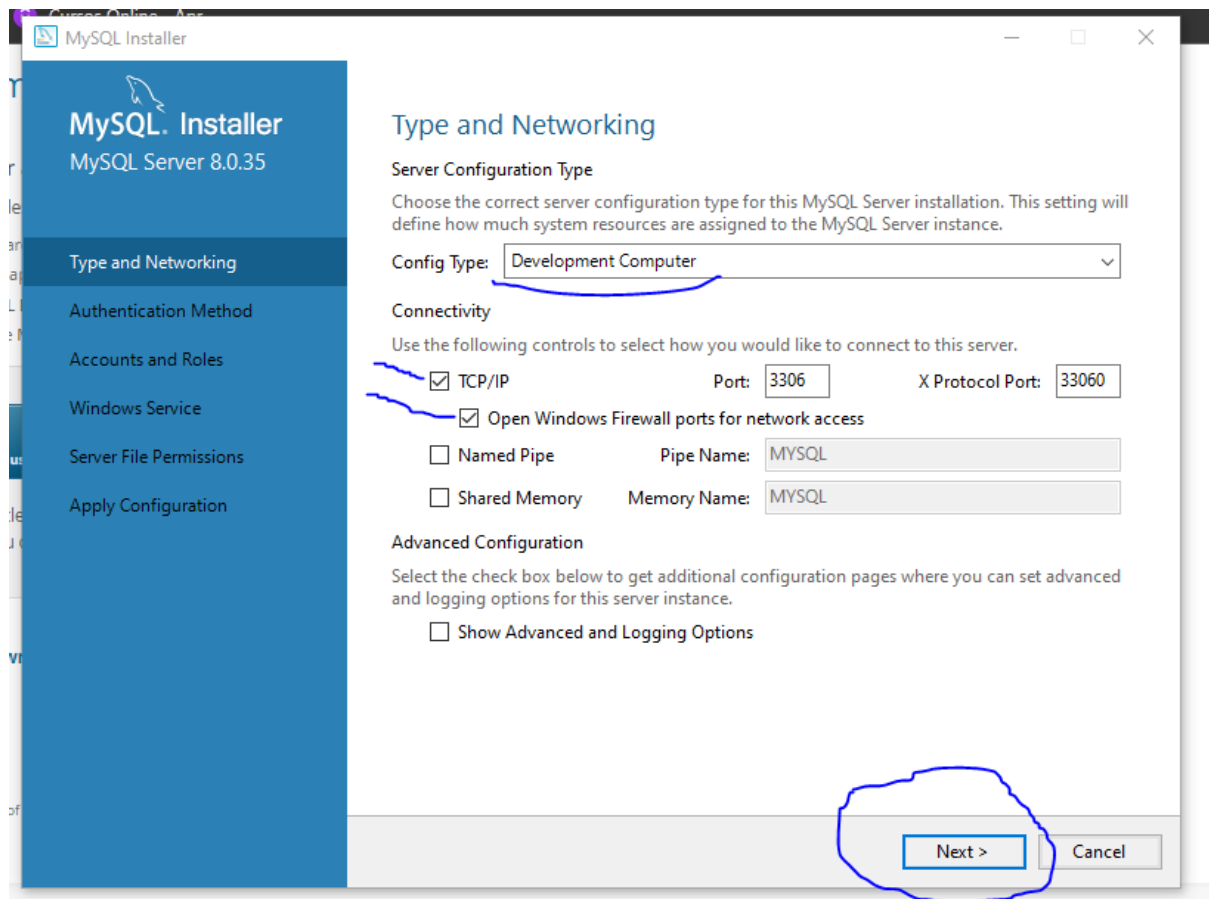 Cursos Online
MySQL Installer
MySQL. Installer
MySQL Server 8.0.35
Type and Networking
Authentication Method
Accounts and Roles
Windows Service
Server File Permissions
Apply Configuration
Type and Networking
Server Configuration Type
Choose the correct server configuration type for this MySQL Server installation. This setting will
define how much system resources are assigned to the MySQL Server instance.
Config Type: Development Computer
Connectivity
Use the following controls to select how you would like to connect to this server.
TCP/IP Port: 3306 X Protocol Port: 33060
Open Windows Firewall ports for network access
Named Pipe Pipe Name: MYSQL
Shared Memory Memory Name: MYSQL
Advanced Configuration
Select the check box below to get additional configuration pages where you can set advanced
and logging options for this server instance.
Show Advanced and Logging Options
Next > Cancel